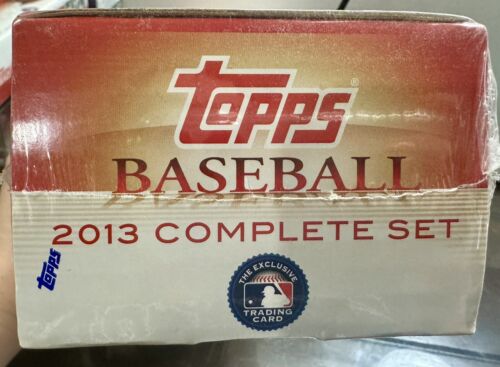 Topps
BASEBALL
2013 COMPLETE SET
Topps
THE EXCLUSIVE
TRADING
CARD